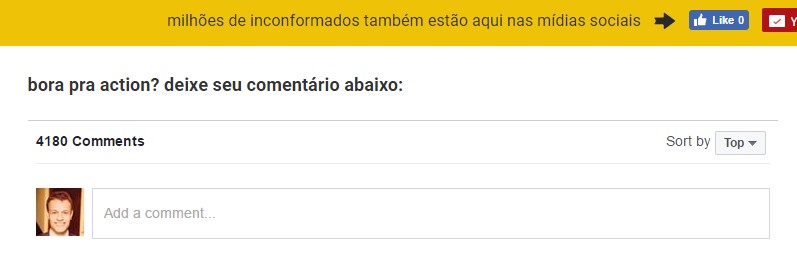 milhões de inconformados também estão aqui nas mídias sociais Like 0 Y
bora pra action? deixe seu comentário abaixo:
4180 Comments Sort by Top
Add a comment...